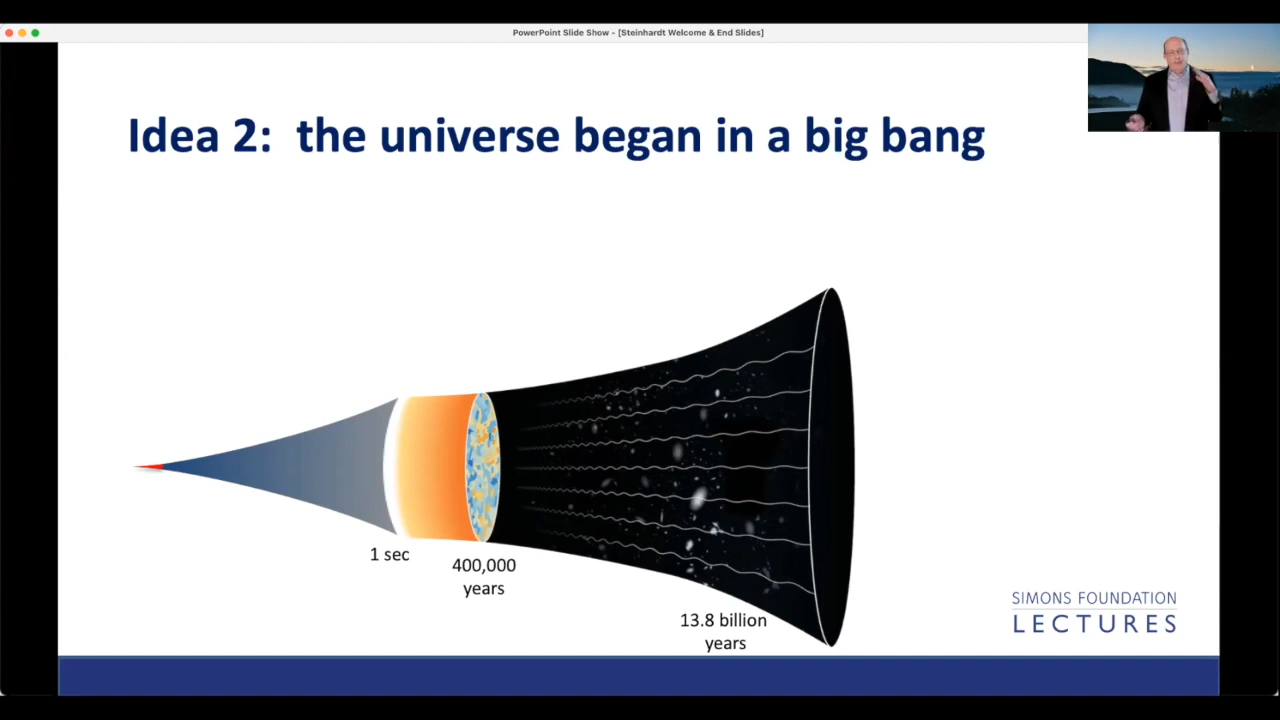 PowerPoint Slide Show - [Steinhardt Welcome & End Slides]
Idea 2: the universe began in a big bang
1 sec
400,000
years
13.8 billion
years
SIMONS FOUNDATION
LECTURES